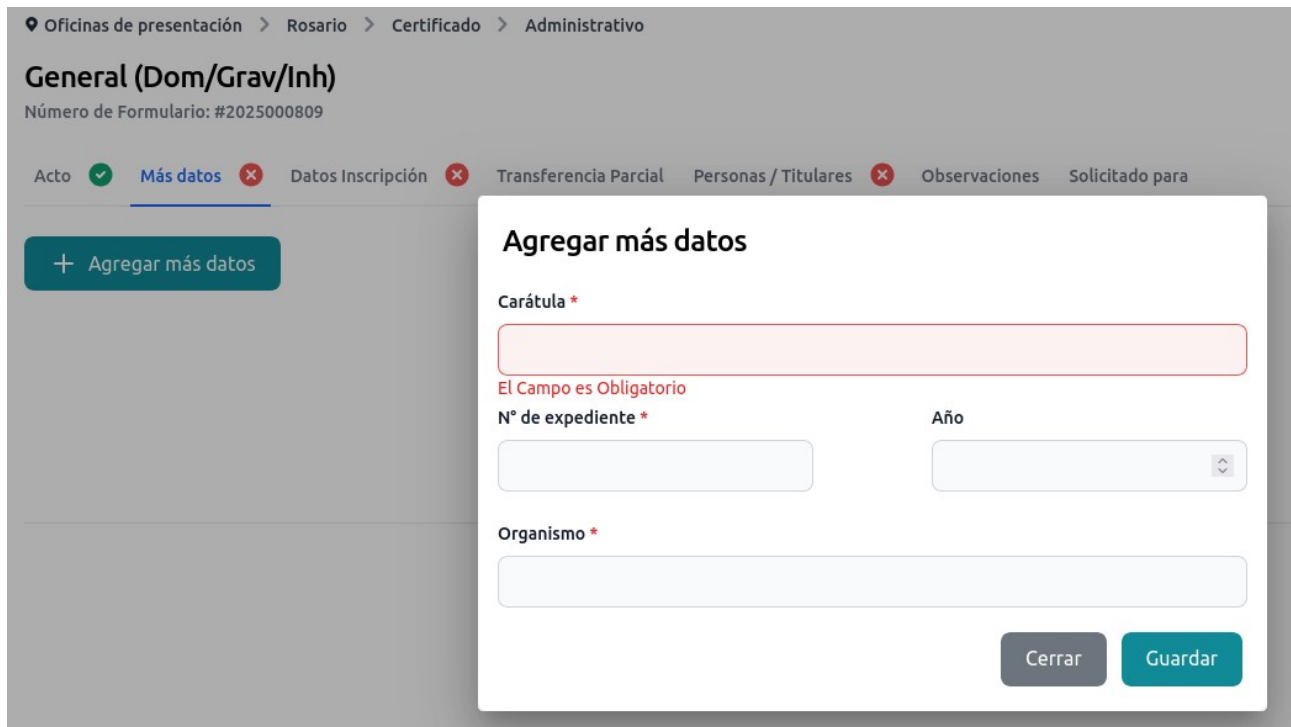 Oficinas de presentación > Rosario > Certificado > Administrativo
General (Dom/Grav/Inh)
Número de Formulario: #2025000809
Acto Más datos Datos Inscripción Transferencia Parcial Personas / Titulares Observaciones Solicitado para
+ Agregar más datos
Agregar más datos
Carátula *
El Campo es Obligatorio
N° de expediente * Año
Organismo *
Cerrar Guardar